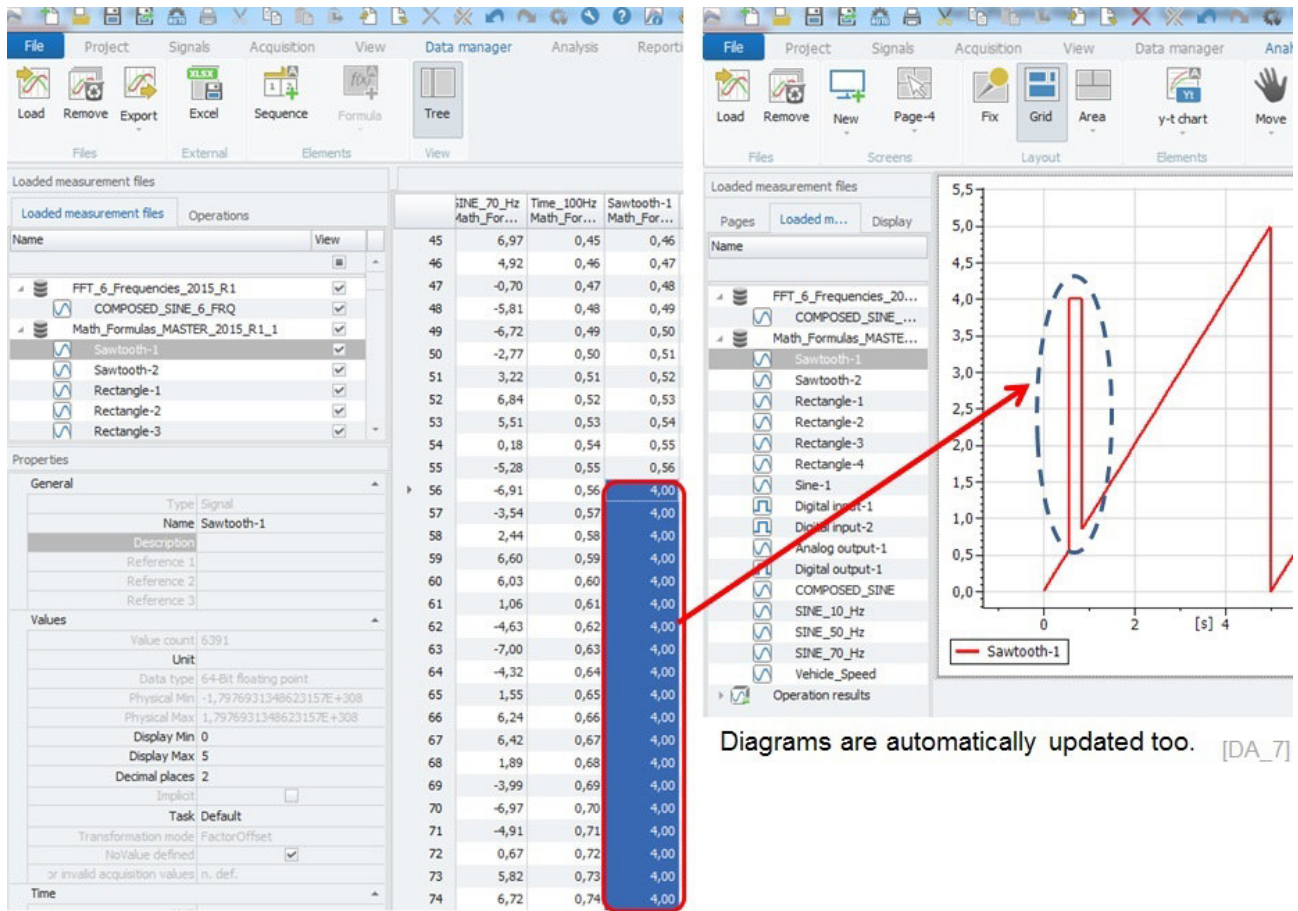 File Project Signals Acquisition View Data manager Analysis
Load Remove Export Excel Sequence Formula Tree
XLSX
f(x)
Files External Elements View
Loaded measurement files
Loaded measurement files Operations
Name View
FFT_6_Frequencies_2015_R1
COMPOSED_SINE_6_FRQ
Math_Formulas_MASTER_2015_R1_1
Sawtooth-1
Sawtooth-2
Rectangle-1
Rectangle-2
Rectangle-3
Properties
General
Type Signal
Name Sawtooth-1
Description
Reference 1
Reference 2
Reference 3
Values
Value count 6391
Unit
Data type 64-Bit floating point
Physical Min -1,7976931348623157E+308
Physical Max 1,7976931348623157E+308
Display Min 0
Display Max 5
Decimal places 2
Implicit
Task Default
Transformation mode FactorOffset
NoValue defined
invalid acquisition values n. def.
Time
SINE_70_Hz Time_100Hz Sawtooth-1
Math_For... Math_For... Math_For...
45 6,97 0,45 0,46
46 4,92 0,46 0,47
47 -0,70 0,47 0,48
48 -5,81 0,48 0,49
49 -6,72 0,49 0,50
50 -2,77 0,50 0,51
51 3,22 0,51 0,52
52 6,84 0,52 0,53
53 5,51 0,53 0,54
54 0,18 0,54 0,55
55 -5,28 0,55 0,56
56 -6,91 0,56 4,00
57 -3,54 0,57 4,00
58 2,44 0,58 4,00
59 6,60 0,59 4,00
60 6,03 0,60 4,00
61 1,06 0,61 4,00
62 -4,63 0,62 4,00
63 -7,00 0,63 4,00
64 -4,32 0,64 4,00
65 1,55 0,65 4,00
66 6,24 0,66 4,00
67 6,42 0,67 4,00
68 1,89 0,68 4,00
69 -3,99 0,69 4,00
70 -6,97 0,70 4,00
71 -4,91 0,71 4,00
72 0,67 0,72 4,00
73 5,82 0,73 4,00
74 6,72 0,74 4,00
File Project Signals Acquisition View Data manager
Load Remove New Page-4 Fix Grid Area y-t chart Move
Yt
Files Screens Layout Elements
Loaded measurement files
Pages Loaded m... Display
Name
FFT_6_Frequencies_20...
COMPOSED_SINE_...
Math_Formulas_MASTE...
Sawtooth-1
Sawtooth-2
Rectangle-1
Rectangle-2
Rectangle-3
Rectangle-4
Sine-1
Digital input-1
Digital input-2
Analog output-1
Digital output-1
COMPOSED_SINE
SINE_10_Hz
SINE_50_Hz
SINE_70_Hz
Vehicle_Speed
Operation results
5,5
5,0
4,5
4,0
3,5
3,0
2,5
2,0
1,5
1,0
0,5
0,0
0 2 [s] 4
Sawtooth-1
Diagrams are automatically updated too. [DA_7]